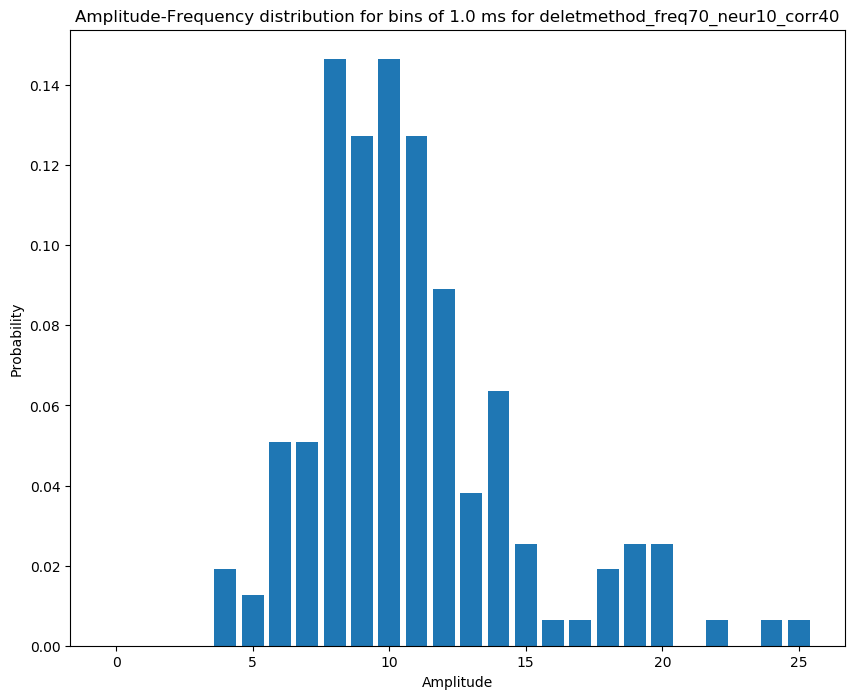 Amplitude-Frequency distribution for bins of 1.0 ms for deletmethod_freq70_neur10_corr40
0.14
0.12
0.10
0.08
0.06
0.04
0.02
0.00
Probability
0 5 10 15 20 25
Amplitude